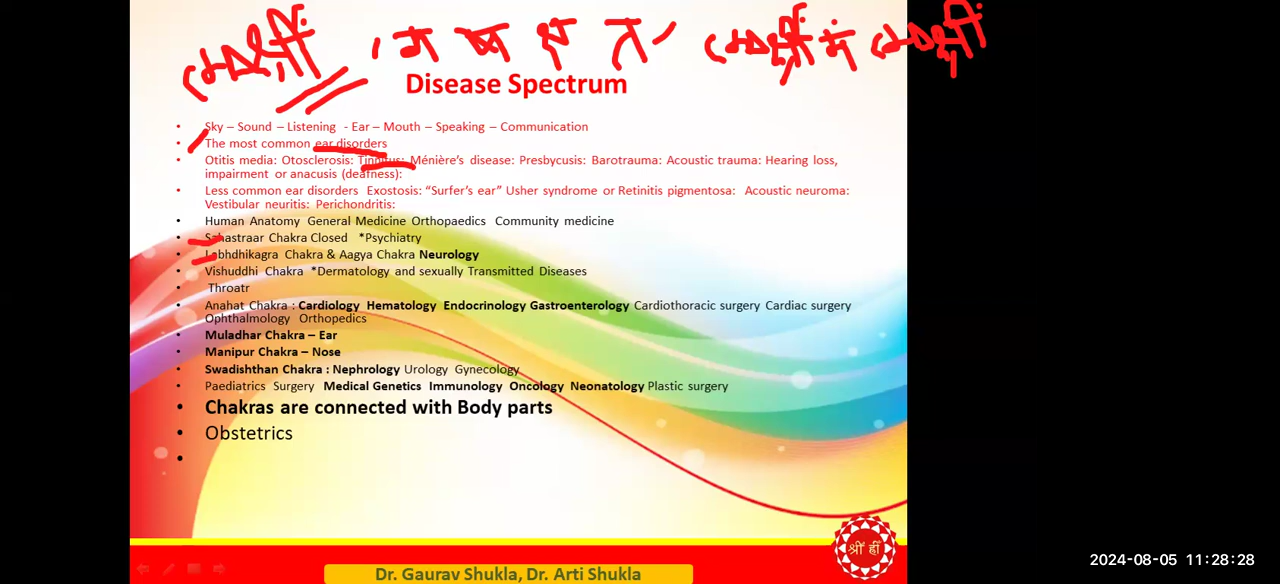 Disease Spectrum
• Sky – Sound – Listening - Ear – Mouth – Speaking – Communication
• The most common ear disorders
• Otitis media: Otosclerosis: Tinnitus: Ménière's disease: Presbycusis: Barotrauma: Acoustic trauma: Hearing loss,
impairment or anacusis (deafness):
• Less common ear disorders Exostosis: “Surfer's ear” Usher syndrome or Retinitis pigmentosa: Acoustic neuroma:
Vestibular neuritis: Perichondritis:
• Human Anatomy General Medicine Orthopaedics Community medicine
• Sahastraar Chakra Closed *Psychiatry
• Labhdhikagra Chakra & Aagya Chakra Neurology
• Vishuddhi Chakra *Dermatology and sexually Transmitted Diseases
• Throatr
• Anahat Chakra : Cardiology Hematology Endocrinology Gastroenterology Cardiothoracic surgery Cardiac surgery
Ophthalmology Orthopedics
• Muladhar Chakra – Ear
• Manipur Chakra – Nose
• Swadishthan Chakra : Nephrology Urology Gynecology
• Paediatrics Surgery Medical Genetics Immunology Oncology Neonatology Plastic surgery
• Chakras are connected with Body parts
• Obstetrics
•
श्रीं ह्रीं
2024-08-05 11:28:28
Dr. Gaurav Shukla, Dr. Arti Shukla